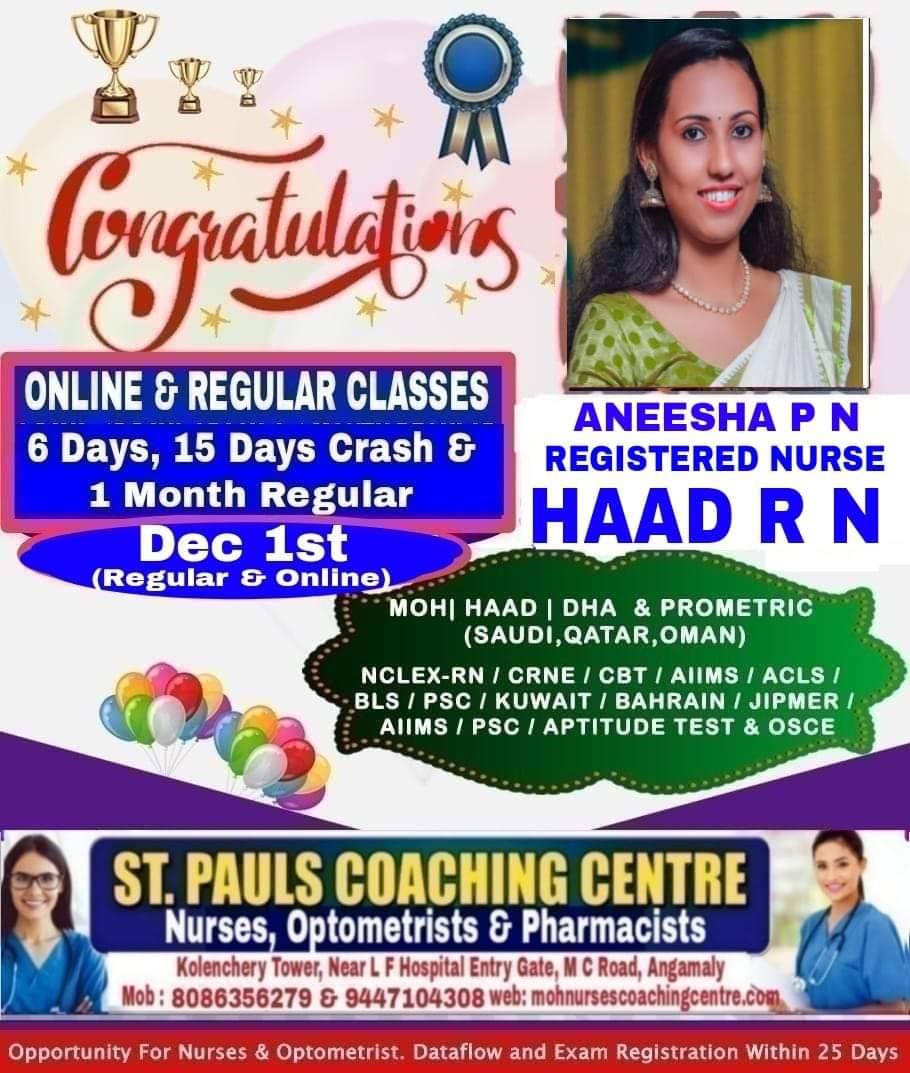 Congratulations
ONLINE & REGULAR CLASSES
6 Days, 15 Days Crash &
1 Month Regular
Dec 1st
(Regular & Online)
ANEESHA P N
REGISTERED NURSE
HAAD R N
MOH| HAAD | DHA & PROMETRIC
(SAUDI,QATAR,OMAN)
NCLEX-RN / CRNE / CBT / AIIMS / ACLS /
BLS / PSC / KUWAIT / BAHRAIN / JIPMER /
AIIMS / PSC / APTITUDE TEST & OSCE
ST. PAULS COACHING CENTRE
Nurses, Optometrists & Pharmacists
Kolenchery Tower, Near L F Hospital Entry Gate, M C Road, Angamaly
Mob : 8086356279 & 9447104308 web: mohnursescoachingcentre.com
Opportunity For Nurses & Optometrist. Dataflow and Exam Registration Within 25 Days